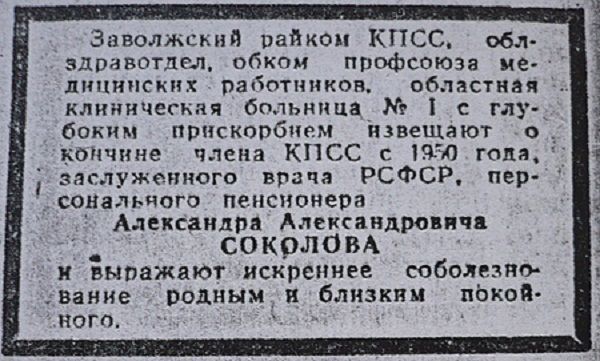 Заволжский райком КПСС, обл-
здравотдел, обком профсоюза ме-
дицинских работников, областная
клиническая больница № 1 с глу-
боким прискорбием извещают о
кончине члена КПСС с 1950 года,
заслуженного врача РСФСР, пер-
сонального пенсионера
Александра Александровича
СОКОЛОВА
и выражают искреннее соболезно-
вание родным и близким покой-
ного.